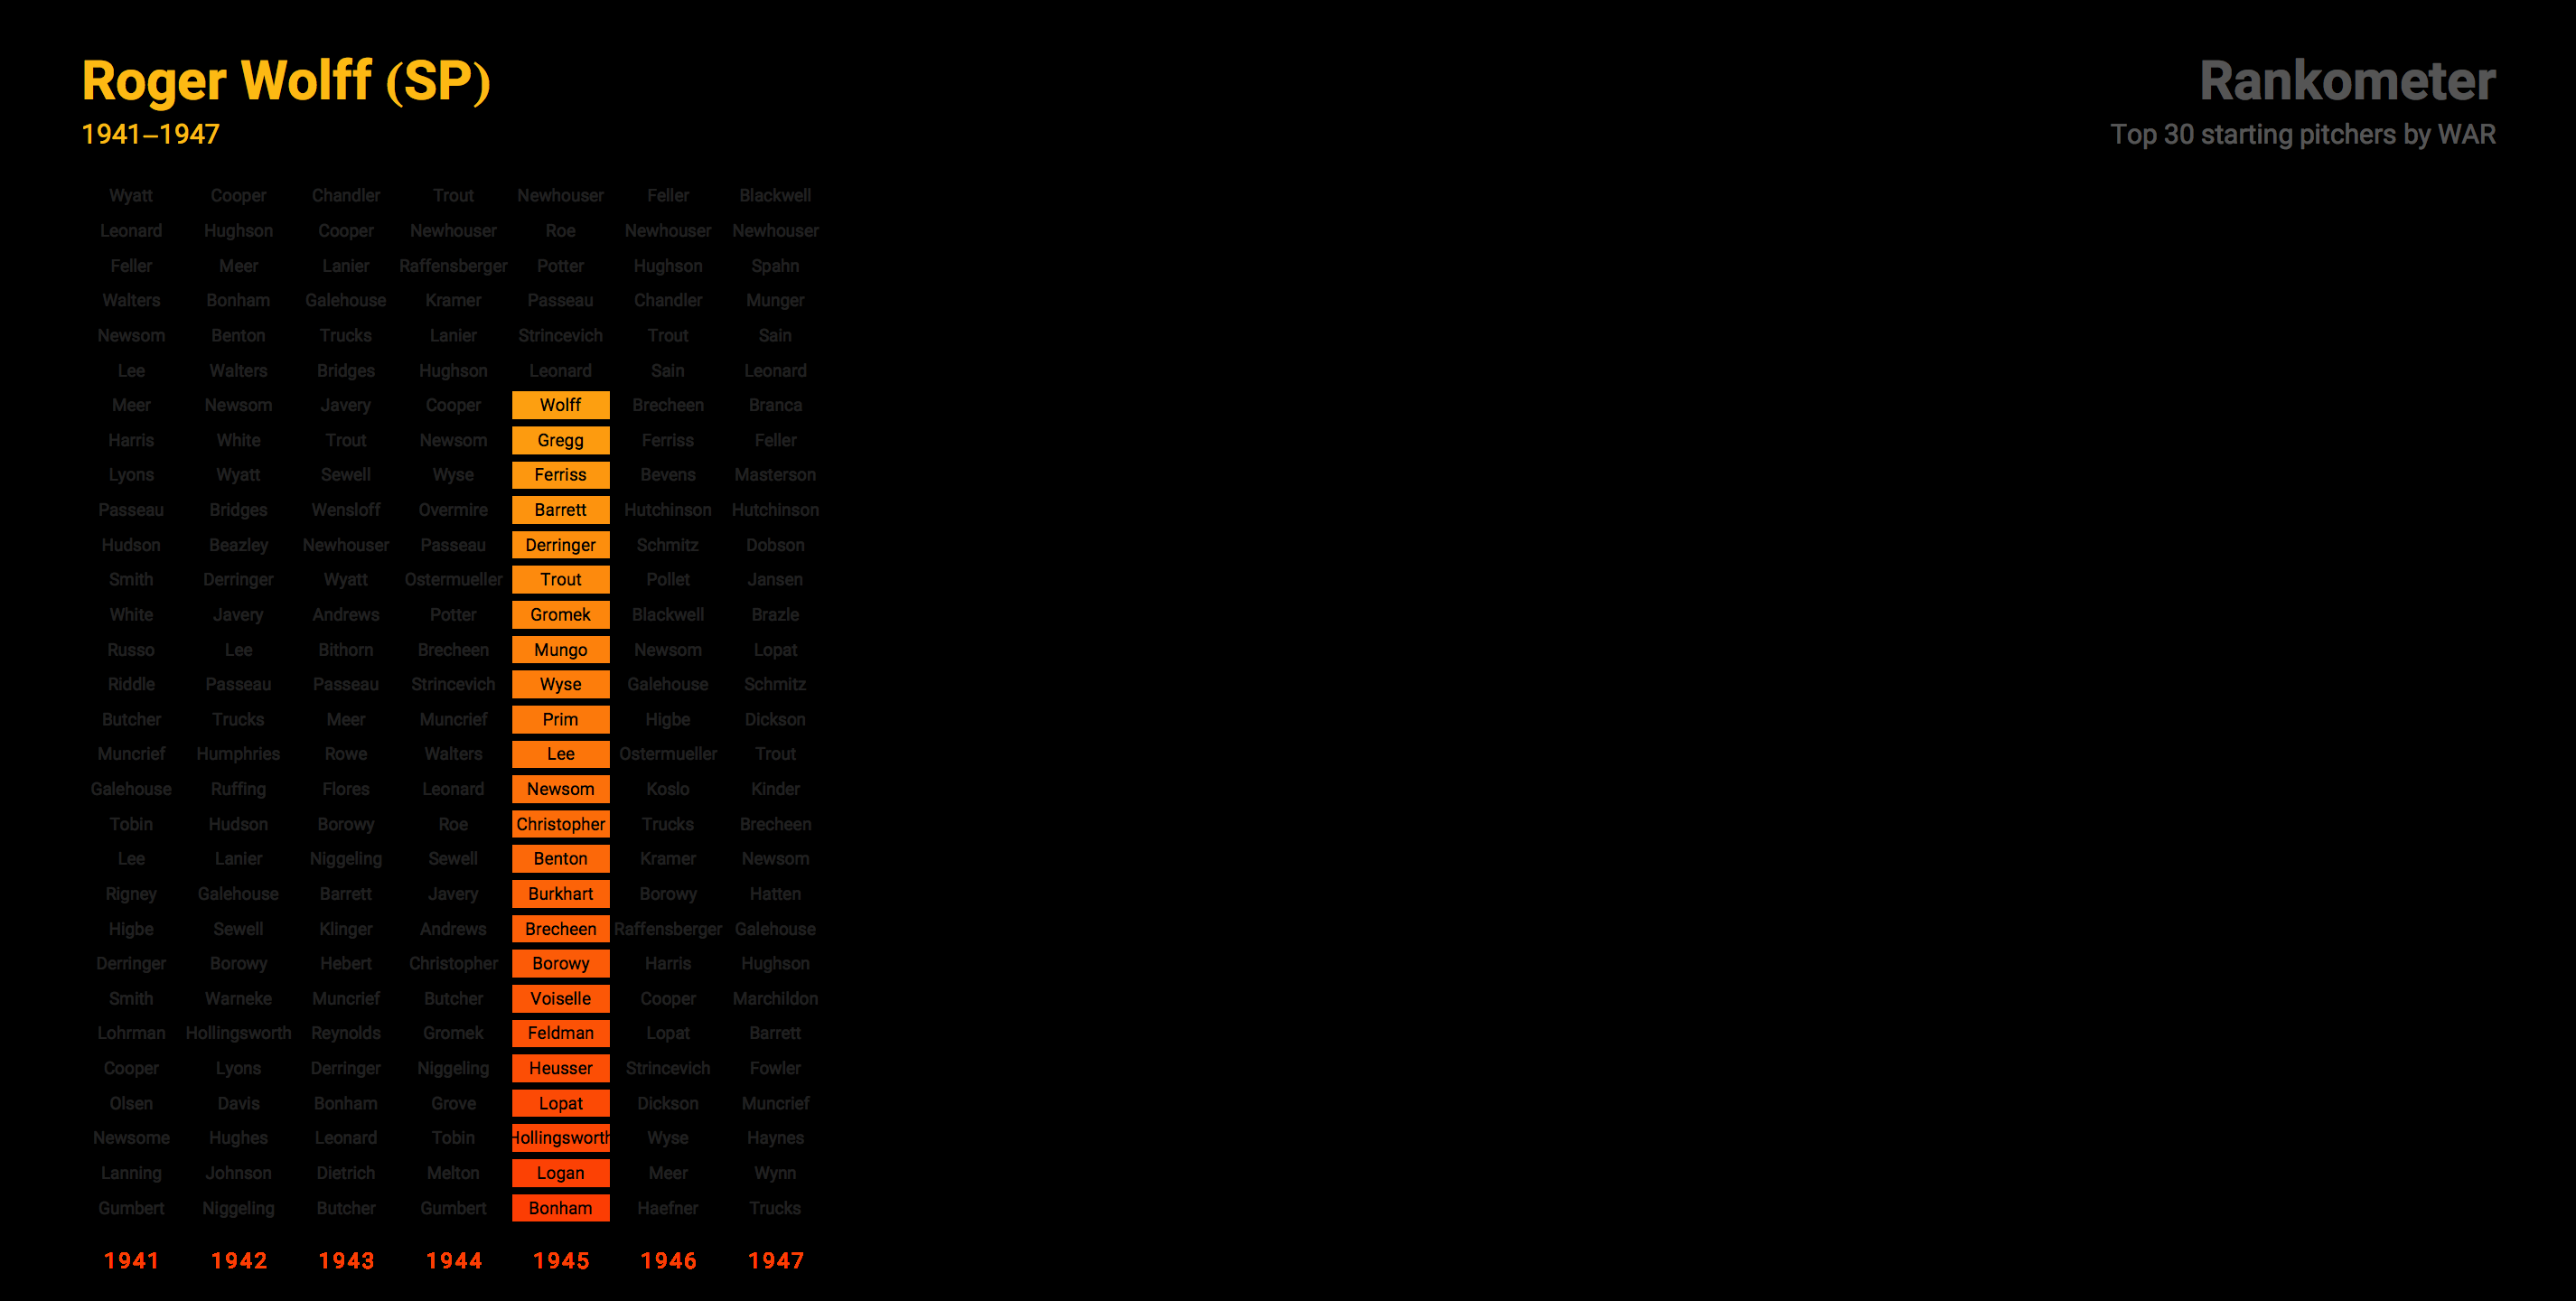 Roger Wolff (SP)
1941–1947
Rankometer
Top 30 starting pitchers by WAR
Wyatt Cooper Chandler Trout Newhouser Feller Blackwell
Leonard Hughson Cooper Newhouser Roe Newhouser Newhouser
Feller Meer Lanier Raffensberger Potter Hughson Spahn
Walters Bonham Galehouse Kramer Passeau Chandler Munger
Newsom Benton Trucks Lanier Strincevich Trout Sain
Lee Walters Bridges Hughson Leonard Sain Leonard
Meer Newsom Javery Cooper Wolff Brecheen Branca
Harris White Trout Newsom Gregg Ferriss Feller
Lyons Wyatt Sewell Wyse Ferriss Bevens Masterson
Passeau Bridges Wensloff Overmire Barrett Hutchinson Hutchinson
Hudson Beazley Newhouser Passeau Derringer Schmitz Dobson
Smith Derringer Wyatt Ostermueller Trout Pollet Jansen
White Javery Andrews Potter Gromek Blackwell Brazle
Russo Lee Bithorn Brecheen Mungo Newsom Lopat
Riddle Passeau Passeau Strincevich Wyse Galehouse Schmitz
Butcher Trucks Meer Muncrief Prim Higbe Dickson
Muncrief Humphries Rowe Walters Lee Ostermueller Trout
Galehouse Ruffing Flores Leonard Newsom Koslo Kinder
Tobin Hudson Borowy Roe Christopher Trucks Brecheen
Lee Lanier Niggeling Sewell Benton Kramer Newsom
Rigney Galehouse Barrett Javery Burkhart Borowy Hatten
Higbe Sewell Klinger Andrews Brecheen Raffensberger Galehouse
Derringer Borowy Hebert Christopher Borowy Harris Hughson
Smith Warneke Muncrief Butcher Voiselle Cooper Marchildon
Lohrman Hollingsworth Reynolds Gromek Feldman Lopat Barrett
Cooper Lyons Derringer Niggeling Heusser Strincevich Fowler
Olsen Davis Bonham Grove Lopat Dickson Muncrief
Newsome Hughes Leonard Tobin Hollingsworth Wyse Haynes
Lanning Johnson Dietrich Melton Logan Meer Wynn
Gumbert Niggeling Butcher Gumbert Bonham Haefner Trucks
1941 1942 1943 1944 1945 1946 1947